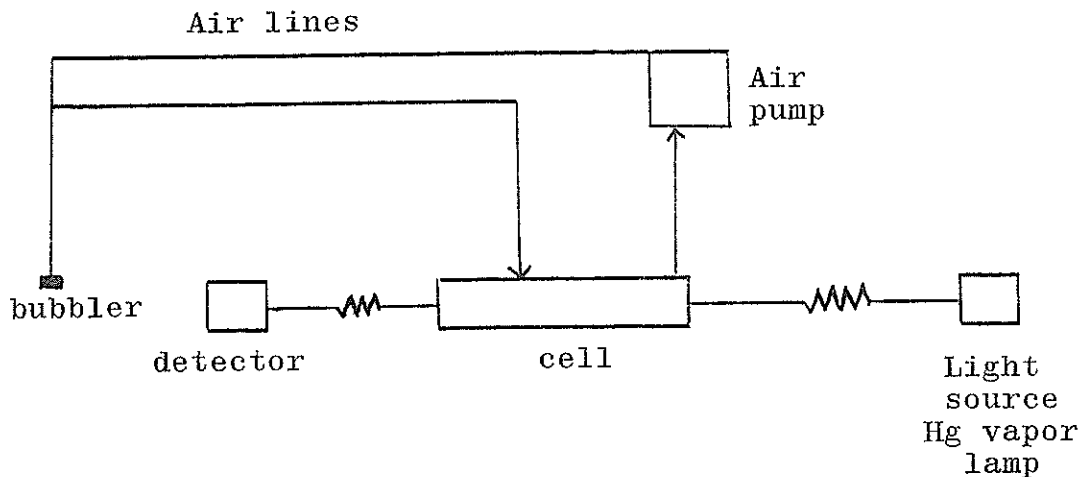 Air lines
Air
pump
bubbler
detector
cell
Light
source
Hg vapor
lamp